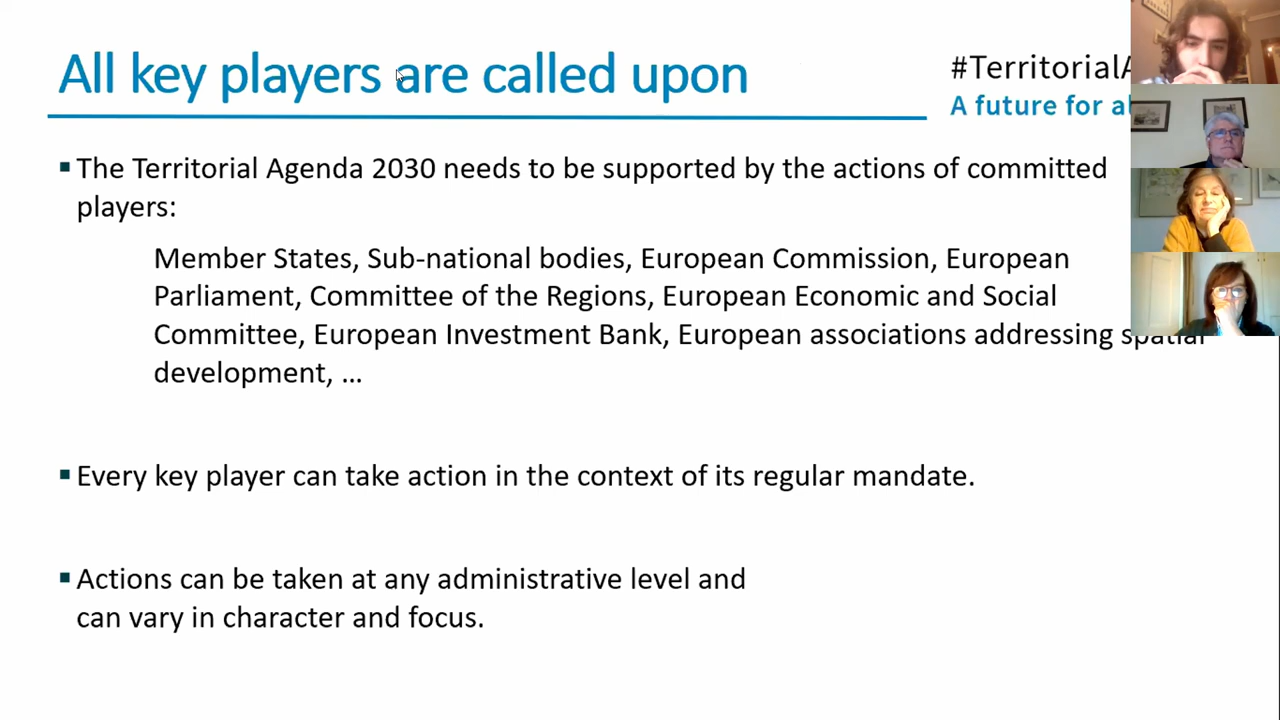 All key players are called upon
#Territorial
A future for
▪ The Territorial Agenda 2030 needs to be supported by the actions of committed
players:
Member States, Sub-national bodies, European Commission, European
Parliament, Committee of the Regions, European Economic and Social
Committee, European Investment Bank, European associations addressing spatial
development, …
▪ Every key player can take action in the context of its regular mandate.
▪ Actions can be taken at any administrative level and
can vary in character and focus.